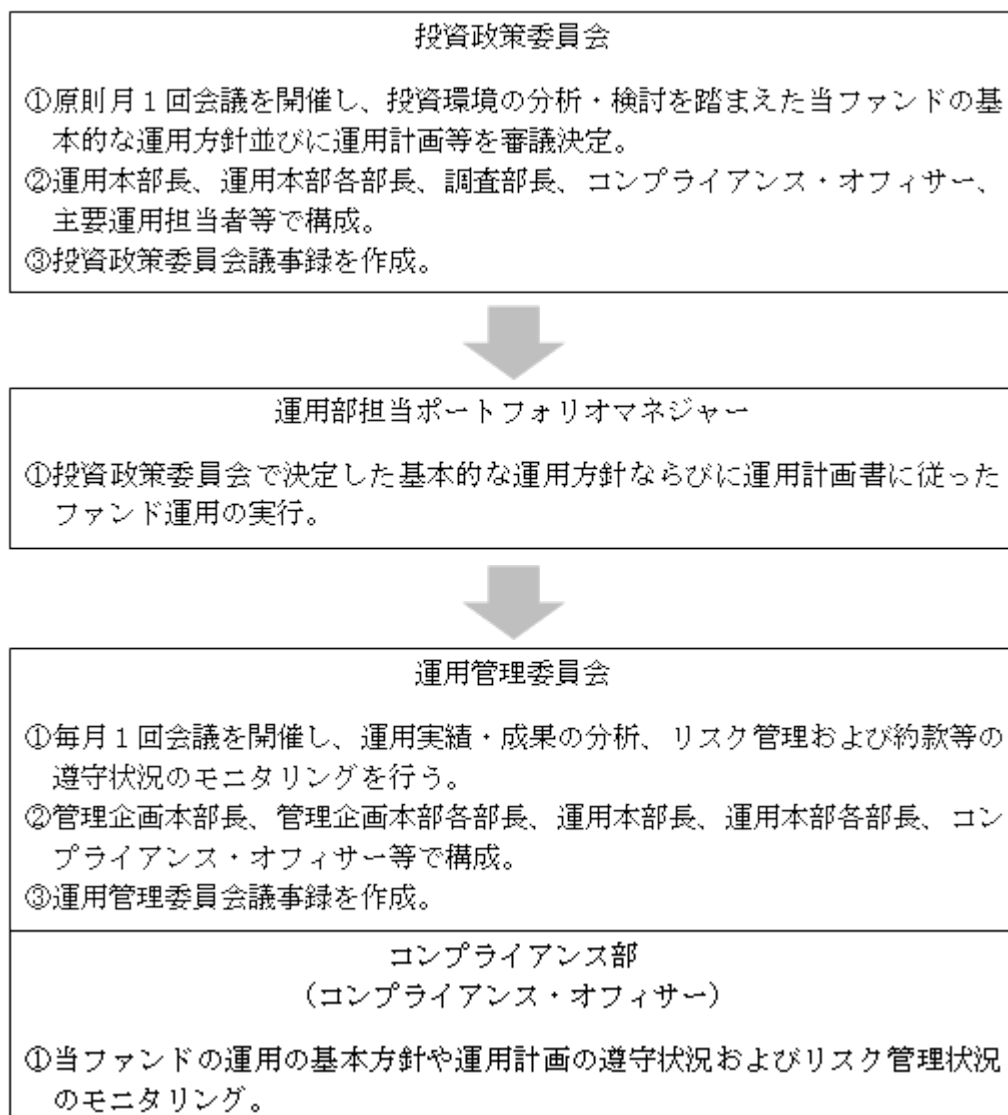 投資政策委員会
①原則月１回会議を開催し、投資環境の分析・検討を踏まえた当ファンドの基
本的な運用方針並びに運用計画等を審議決定。
②運用本部長、運用本部各部長、調査部長、コンプライアンス・オフィサー、
主要運用担当者等で構成。
③投資政策委員会議事録を作成。
運用部担当ポートフォリオマネジャー
①投資政策委員会で決定した基本的な運用方針ならびに運用計画書に従った
ファンド運用の実行。
運用管理委員会
①毎月１回会議を開催し、運用実績・成果の分析、リスク管理および約款等の
遵守状況のモニタリングを行う。
②管理企画本部長、管理企画本部各部長、運用本部長、運用本部各部長、コン
プライアンス・オフィサー等で構成。
③運用管理委員会議事録を作成。
コンプライアンス部
（コンプライアンス・オフィサー）
①当ファンドの運用の基本方針や運用計画の遵守状況およびリスク管理状況
のモニタリング。